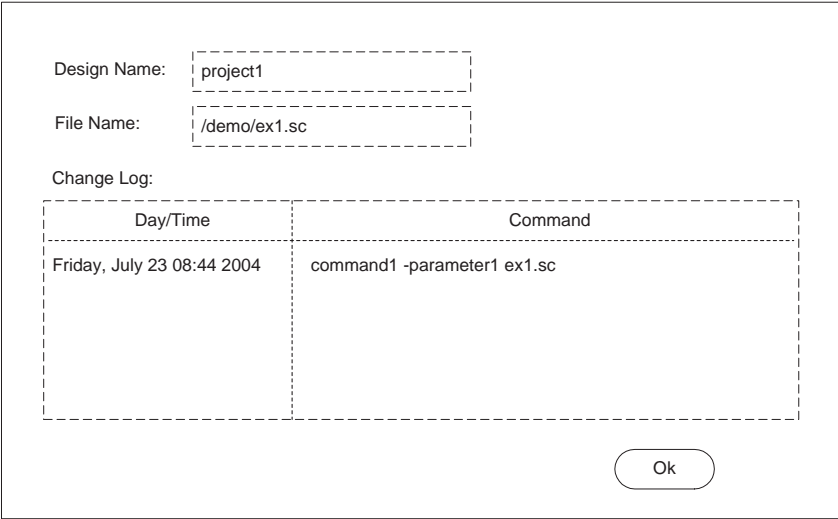 Design Name: project1
File Name: /demo/ex1.sc
Change Log:
Day/Time Command
Friday, July 23 08:44 2004 command1 -parameter1 ex1.sc
Ok